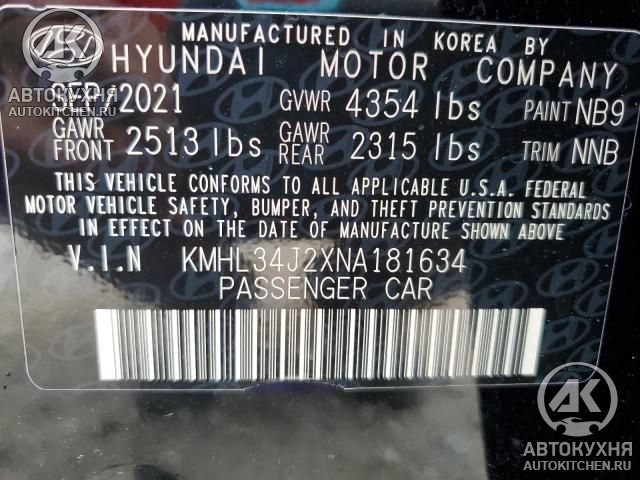 MANUFACTURED IN KOREA BY
HYUNDAI MOTOR COMPANY
2021 GVWR 4354 lbs PAINT NB9
GAWR FRONT 2513 lbs GAWR REAR 2315 lbs TRIM NNB
THIS VEHICLE CONFORMS TO ALL APPLICABLE U.S.A. FEDERAL
MOTOR VEHICLE SAFETY, BUMPER, AND THEFT PREVENTION STANDARDS
IN EFFECT ON THE DATE OF MANUFACTURE SHOWN ABOVE.
V.I.N KMHL34J2XNA181634
PASSENGER CAR
АК
АВТОКУХНЯ
AUTOKITCHEN.RU
АК
АВТОКУХНЯ
AUTOKITCHEN.RU